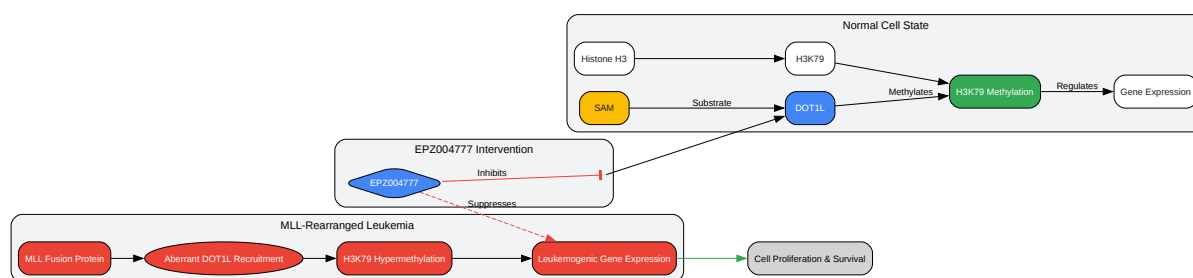 Normal Cell State
Histone H3
H3K79
SAM
Substrate
DOT1L
Methylates
H3K79 Methylation
Regulates
Gene Expression
EPZ004777 Intervention
EPZ004777
Inhibits
Suppresses
MLL-Rearranged Leukemia
MLL Fusion Protein
Aberrant DOT1L Recruitment
H3K79 Hypermethylation
Leukemogenic Gene Expression
Cell Proliferation & Survival